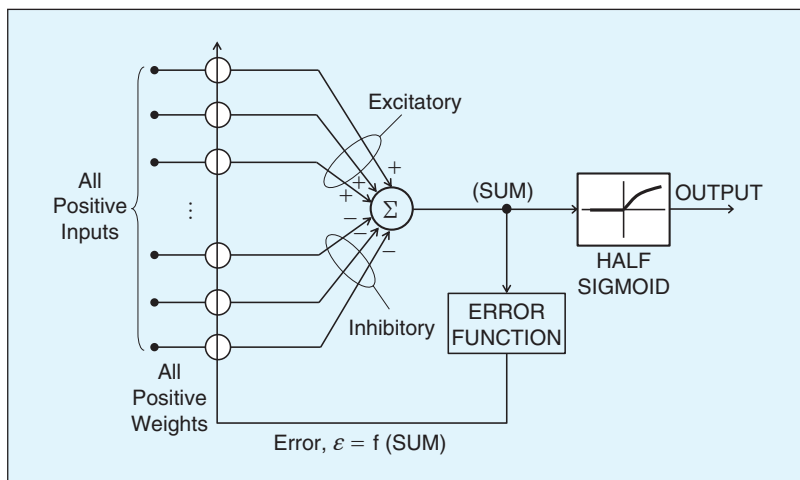 Excitatory
+
+
+
All
Positive
Inputs
⋮
Σ
(SUM)
OUTPUT
−
−
−
HALF
SIGMOID
Inhibitory
ERROR
FUNCTION
All
Positive
Weights
Error, ε = f (SUM)